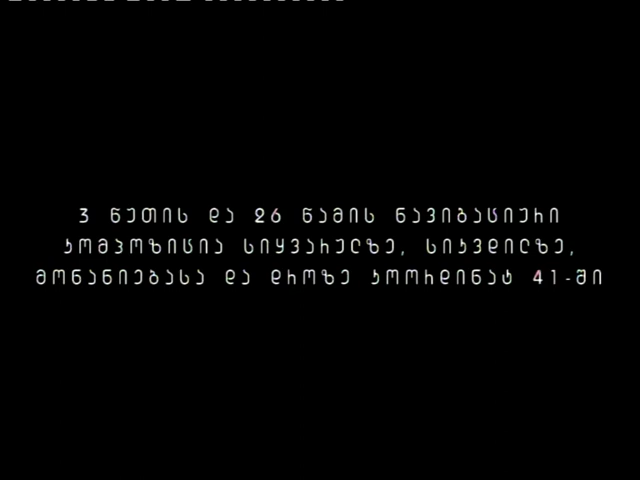 3 წუთის და 26 წამის ნავიგაციური
კომპოზიცია სიყვარულზე, სიკვდილზე,
მონანიებასა და დროზე კოორდინატ 41-ში